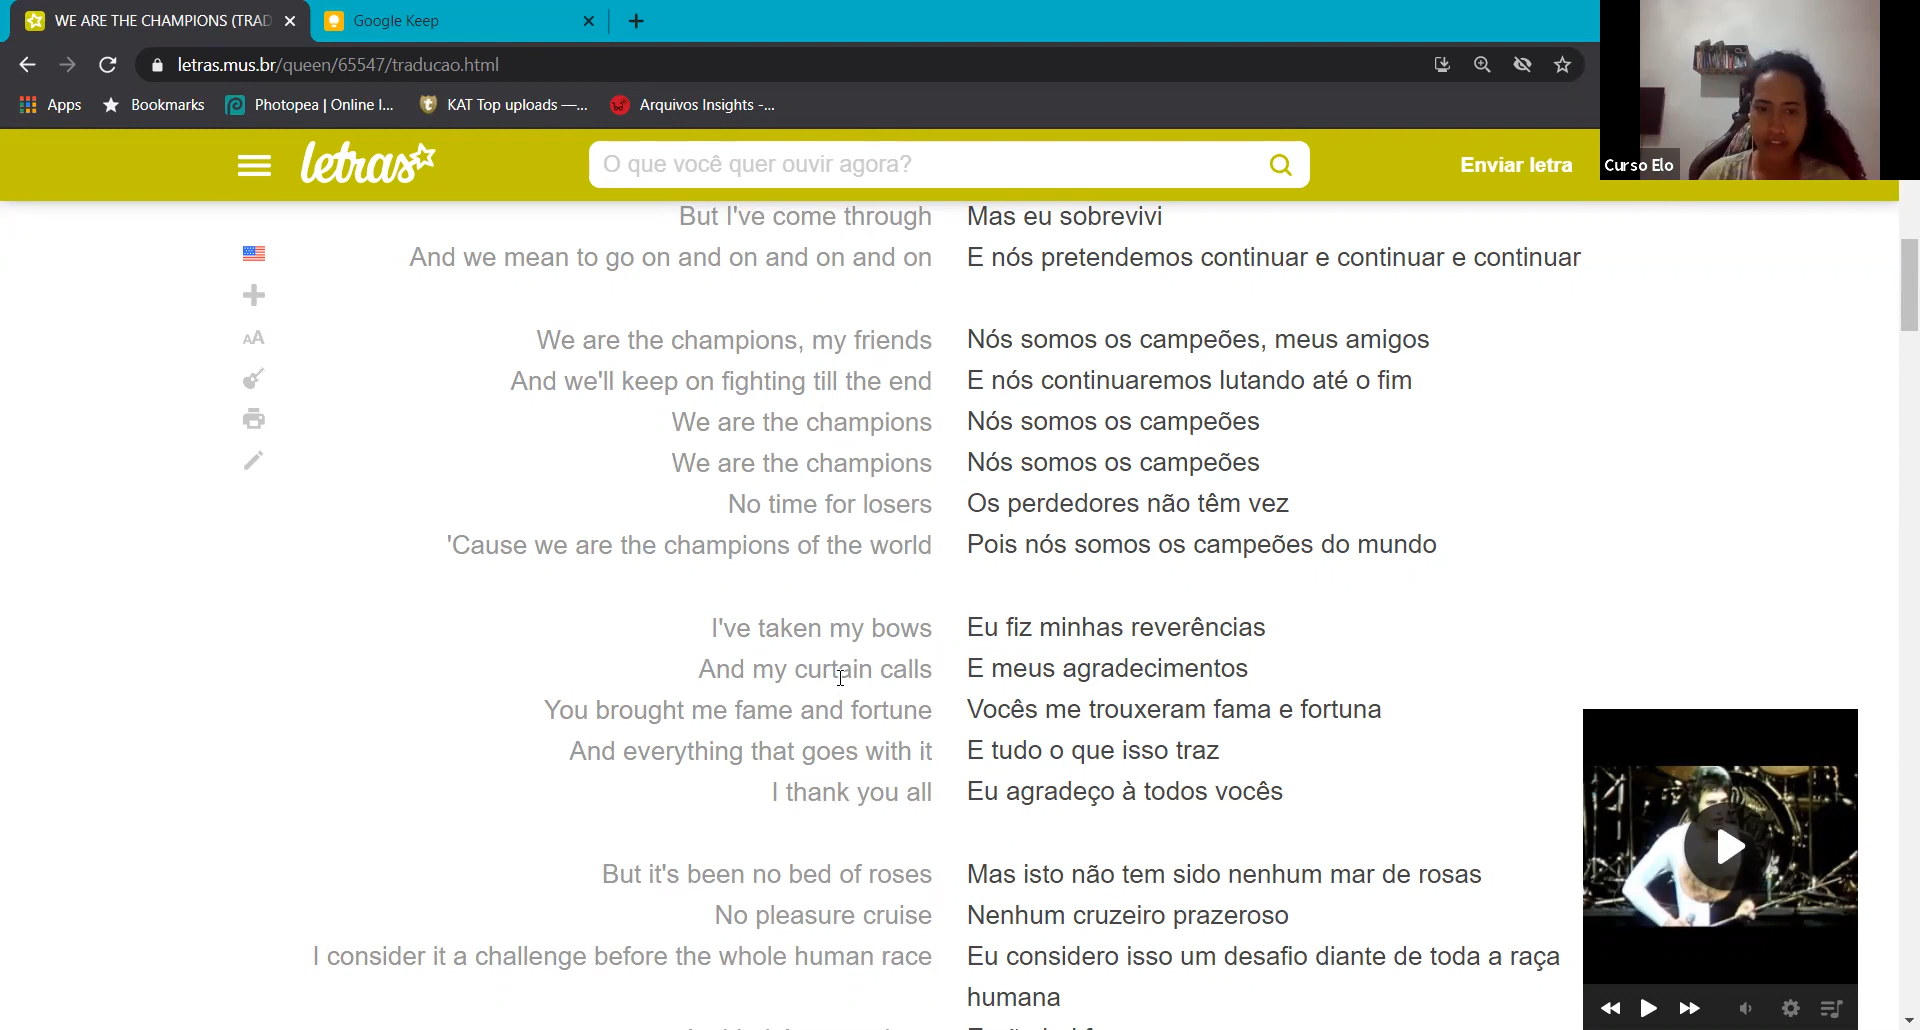 WE ARE THE CHAMPIONS (TRAD
Google Keep
letras.mus.br/queen/65547/traducao.html
Apps
Bookmarks
Photopea | Online I...
KAT Top uploads —...
Arquivos Insights -...
letras
O que você quer ouvir agora?
Enviar letra
Curso Elo
But I've come through Mas eu sobrevivi
And we mean to go on and on and on and on E nós pretendemos continuar e continuar e continuar
AA
We are the champions, my friends Nós somos os campeões, meus amigos
And we'll keep on fighting till the end E nós continuaremos lutando até o fim
We are the champions Nós somos os campeões
We are the champions Nós somos os campeões
No time for losers Os perdedores não têm vez
'Cause we are the champions of the world Pois nós somos os campeões do mundo
I've taken my bows Eu fiz minhas reverências
And my curtain calls E meus agradecimentos
You brought me fame and fortune Vocês me trouxeram fama e fortuna
And everything that goes with it E tudo o que isso traz
I thank you all Eu agradeço à todos vocês
But it's been no bed of roses Mas isto não tem sido nenhum mar de rosas
No pleasure cruise Nenhum cruzeiro prazeroso
I consider it a challenge before the whole human race Eu considero isso um desafio diante de toda a raça
humana